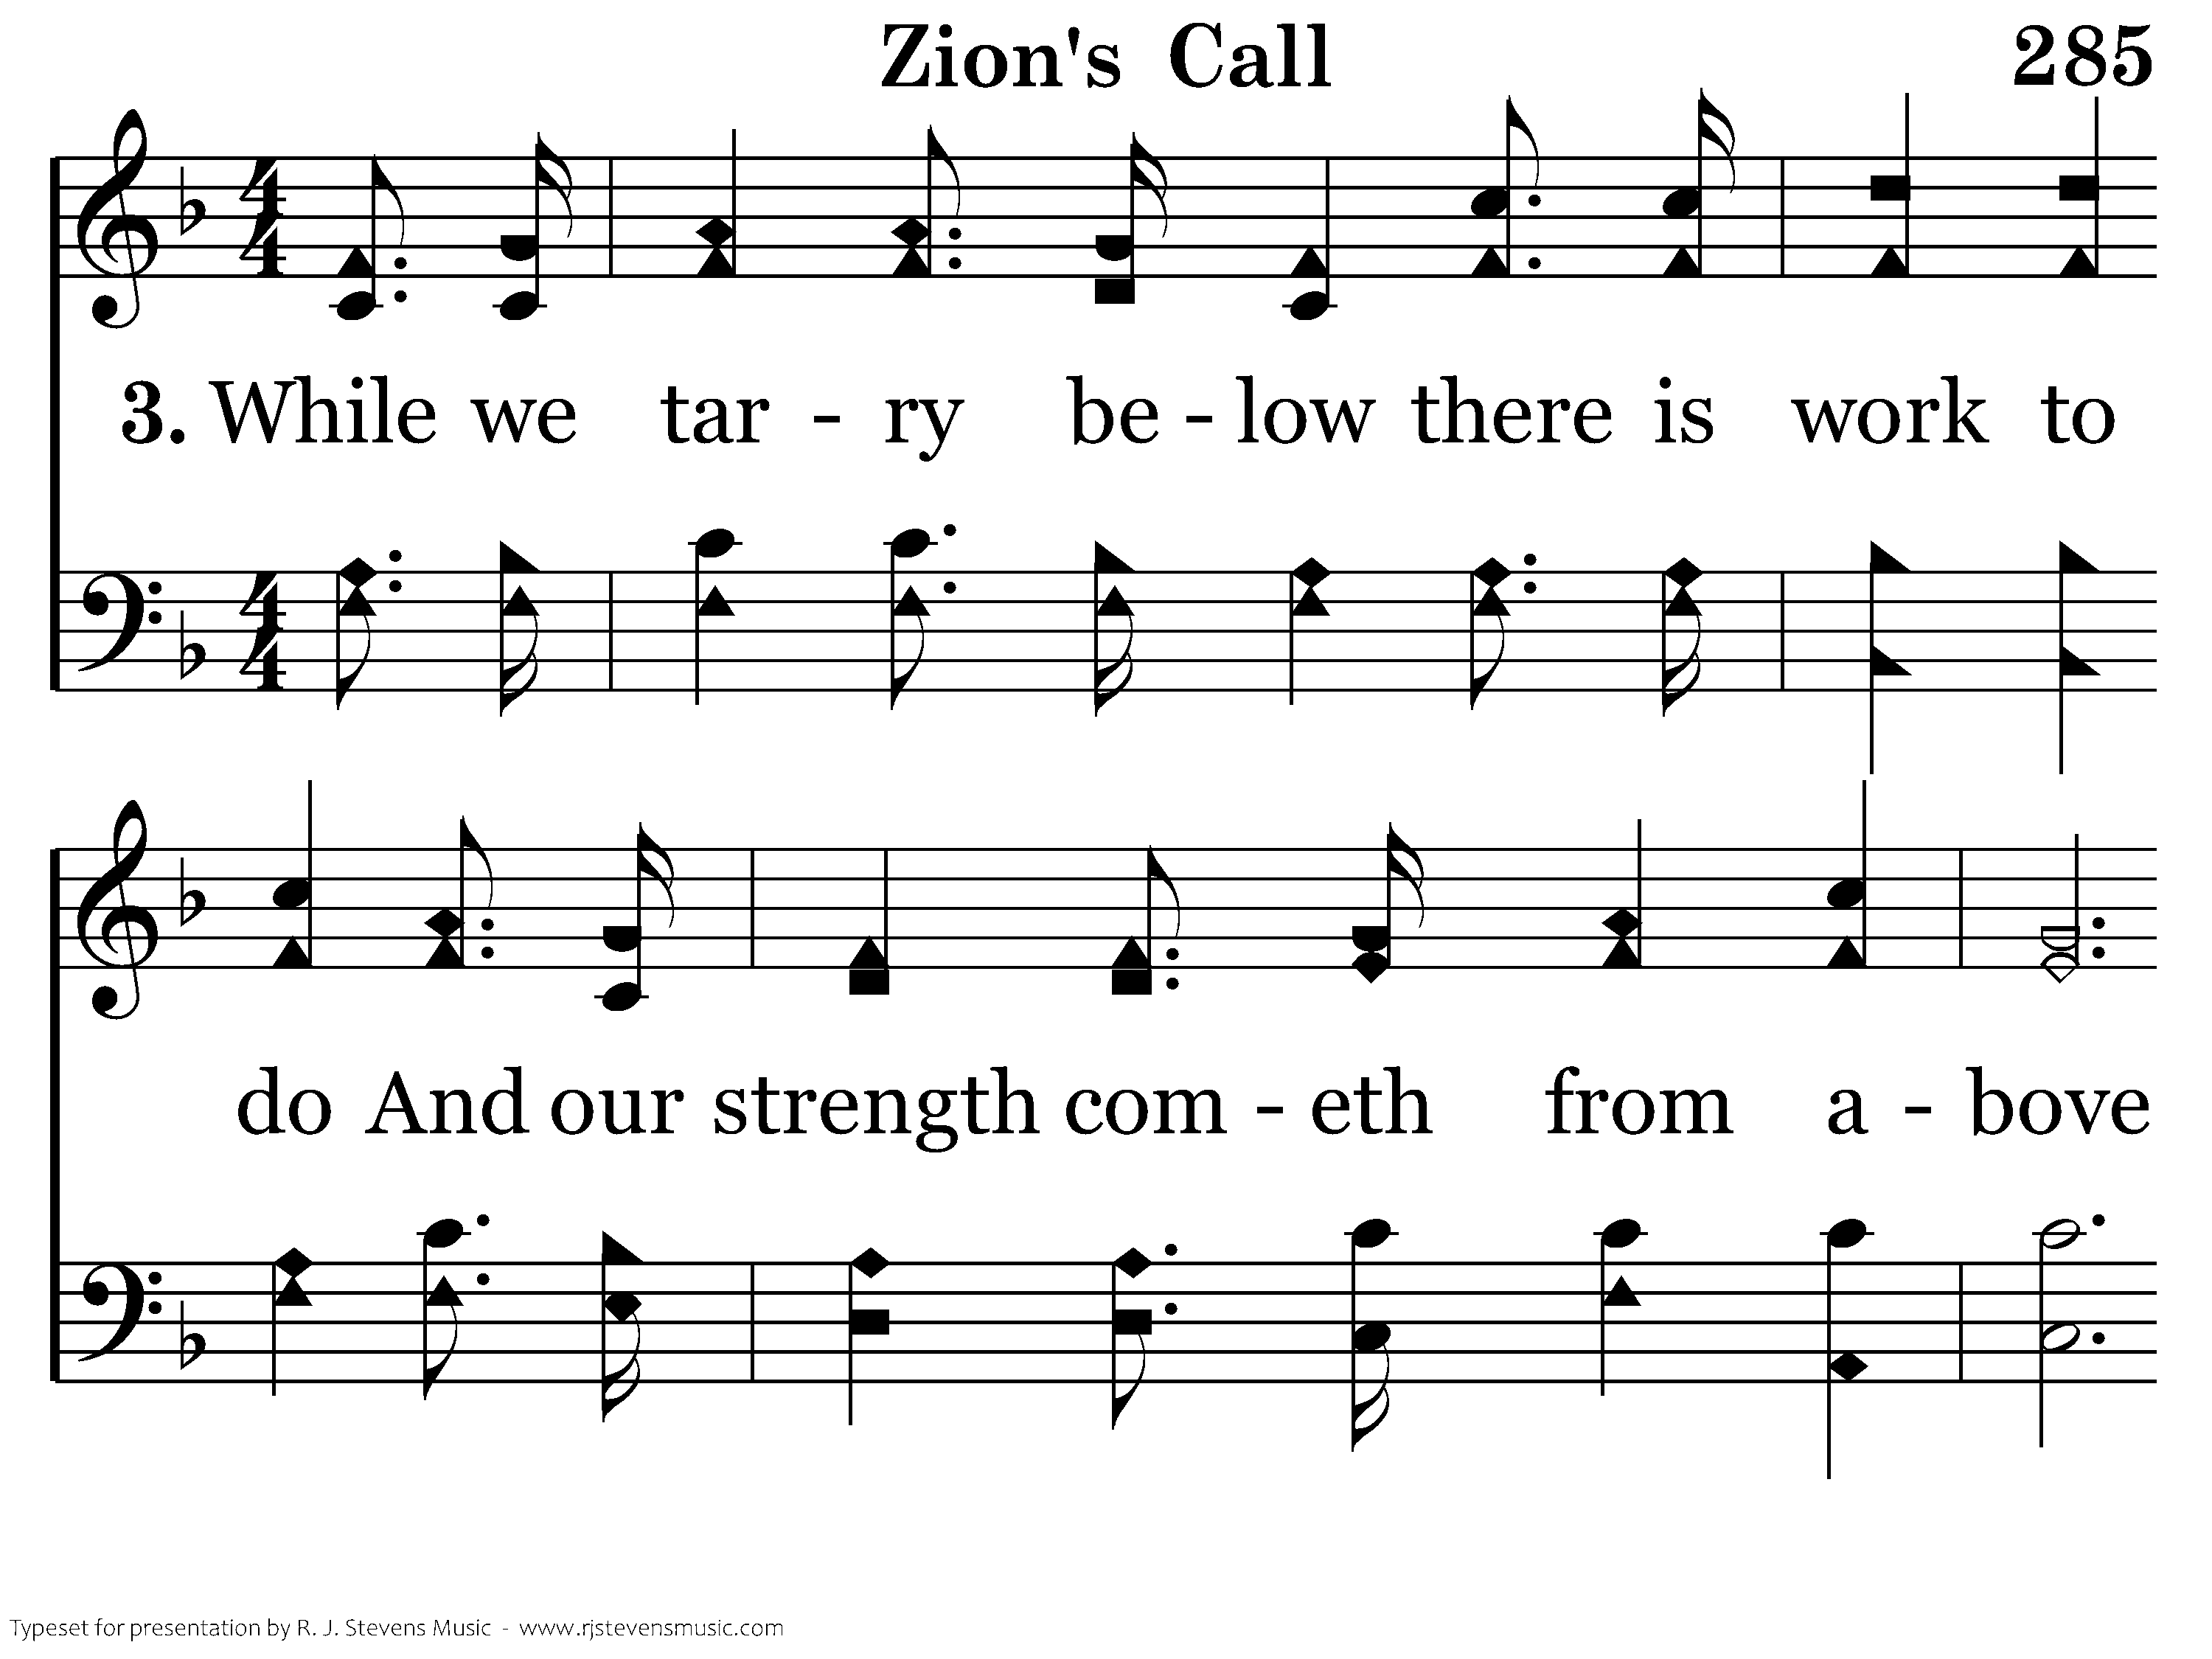 Zion's Call 285
3. While we tar - ry be - low there is work to
do And our strength com - eth from a - bove
Typeset for presentation by R. J. Stevens Music - www.rjstevensmusic.com